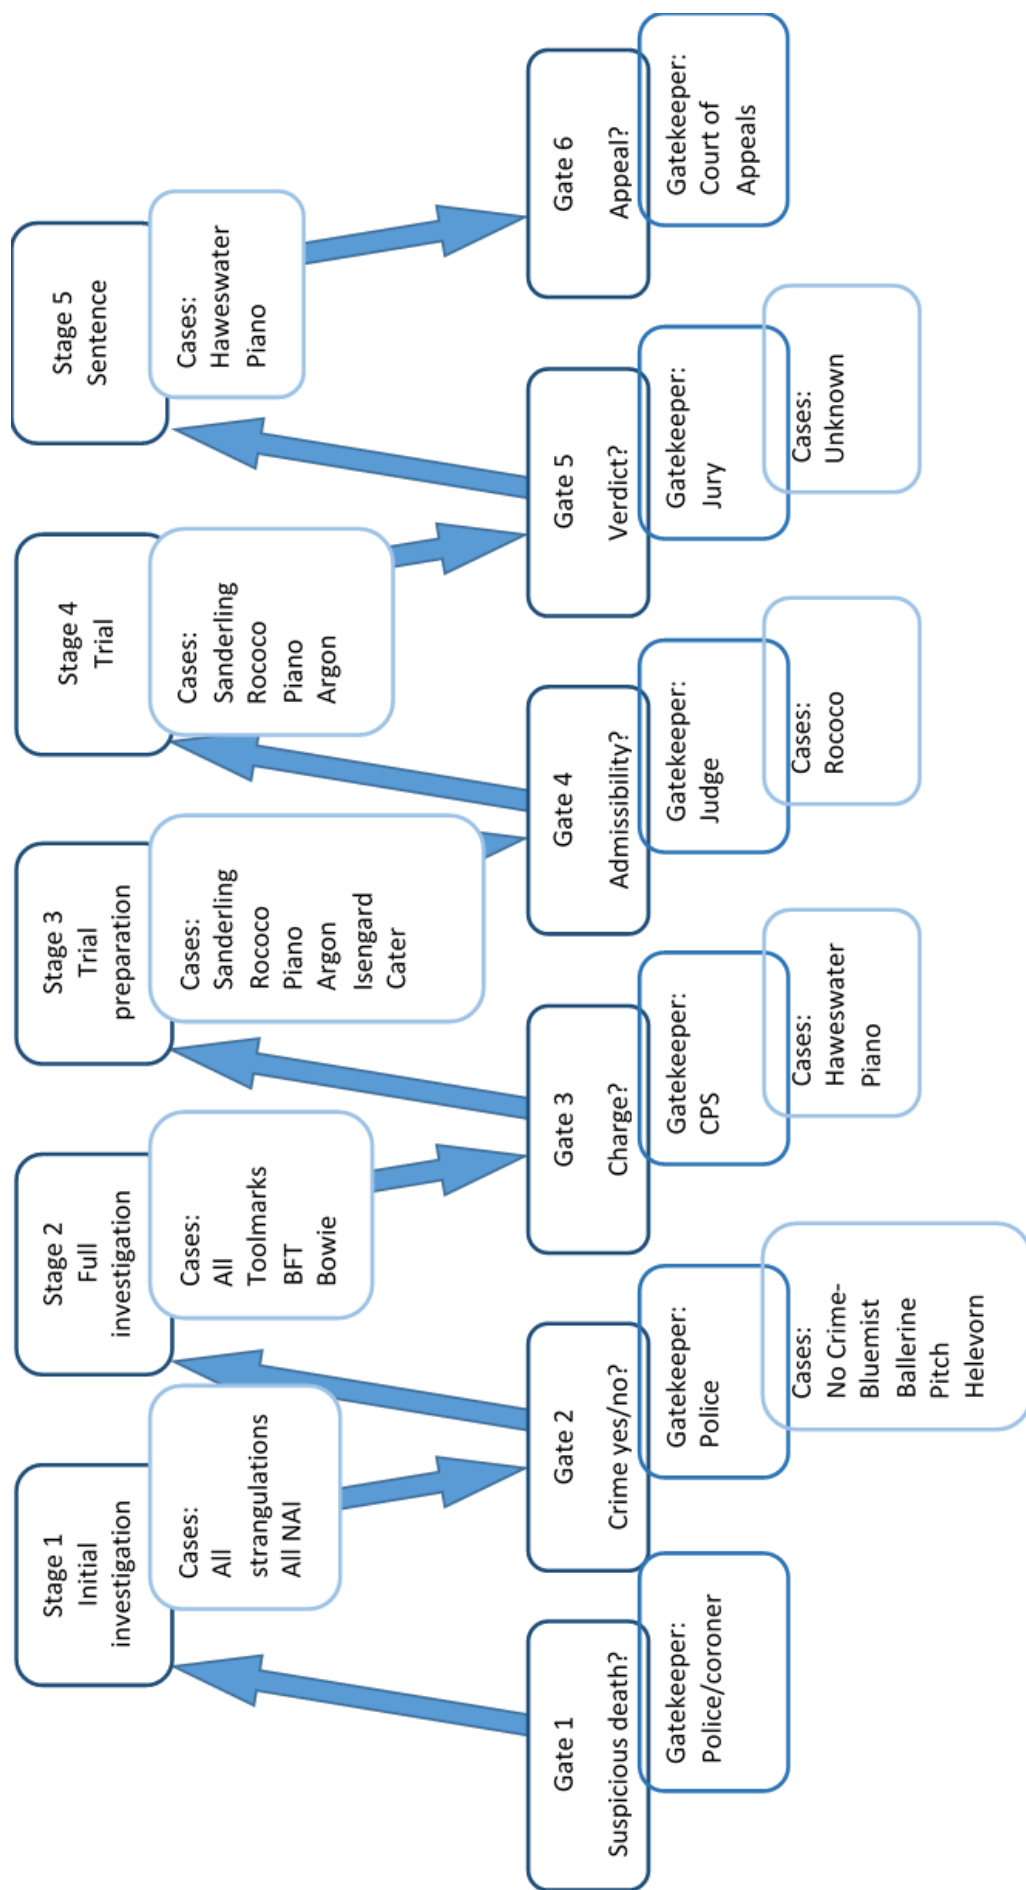 Stage 1
Initial
investigation
Cases:
All
strangulations
All NAI
Stage 2
Full
investigation
Cases:
All
Toolmarks
BFT
Bowie
Stage 3
Trial
preparation
Cases:
Sanderling
Rococo
Piano
Argon
Isengard
Cater
Stage 4
Trial
Cases:
Sanderling
Rococo
Piano
Argon
Stage 5
Sentence
Cases:
Haweswater
Piano
Gate 1
Suspicious death?
Gatekeeper:
Police/coroner
Gate 2
Crime yes/no?
Gatekeeper:
Police
Cases:
No Crime-
Bluemist
Ballerine
Pitch
Helevorn
Gate 3
Charge?
Gatekeeper:
CPS
Cases:
Haweswater
Piano
Gate 4
Admissibility?
Gatekeeper:
Judge
Cases:
Rococo
Gate 5
Verdict?
Gatekeeper:
Jury
Cases:
Unknown
Gate 6
Appeal?
Gatekeeper:
Court of
Appeals